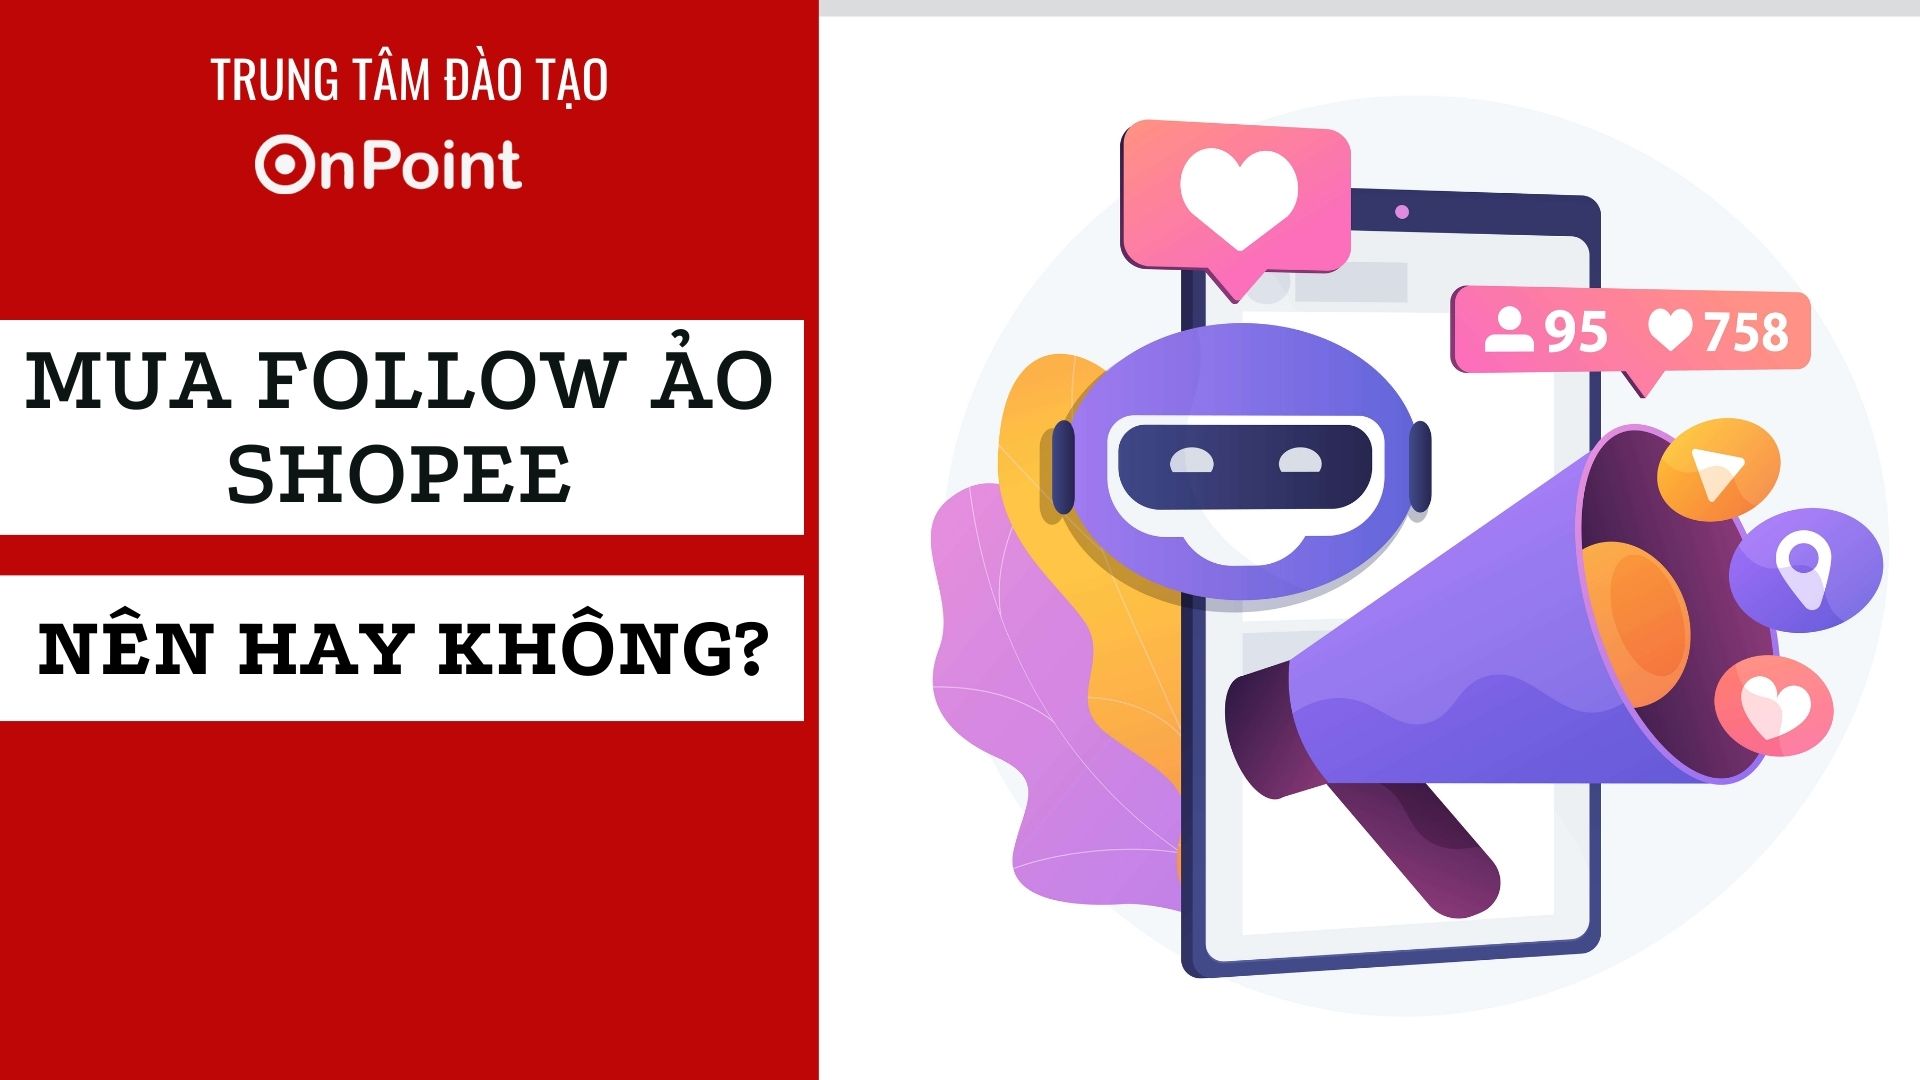 TRUNG TÂM ĐÀO TẠO
OnPoint
MUA FOLLOW ẢO
SHOPEE
NÊN HAY KHÔNG?
95 758